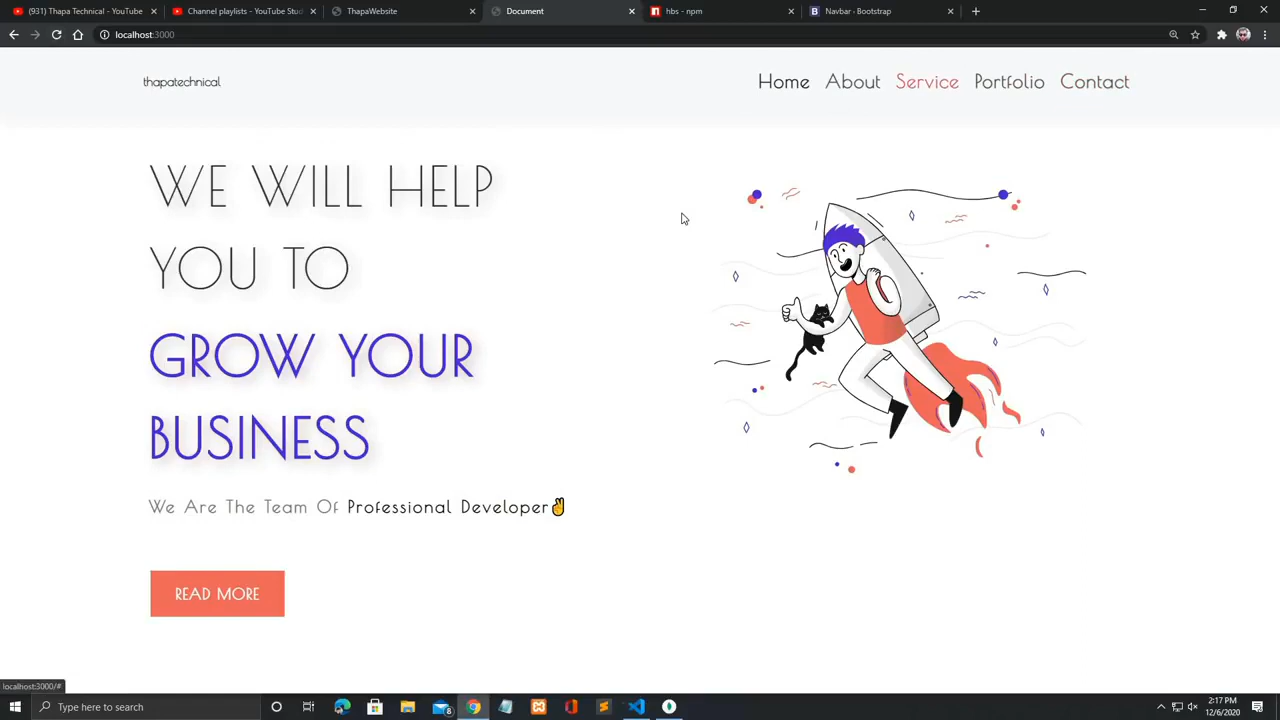 (931) Thapa Technical - YouTube
Channel playlists - YouTube Stud
ThapaWebsite
Document
hbs - npm
Navbar · Bootstrap
localhost:3000
thapatechnical
Home About Service Portfolio Contact
WE WILL HELP
YOU TO
GROW YOUR
BUSINESS
We Are The Team Of Professional Developer✌
READ MORE
localhost:3000/#
Type here to search
8
2:17 PM
12/6/2020